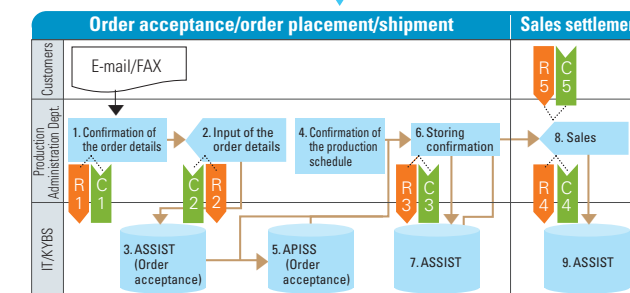 Order acceptance/order placement/shipment
Sales settleme
Customers
E-mail/FAX
R
5
C
5
Production
Administration Dept.
1. Confirmation of
the order details
2. Input of the
order details
4. Confirmation of
the production
schedule
6. Storing
confirmation
8. Sales
R
1
C
1
C
2
R
2
R
3
C
3
R
4
C
4
IT/KYBS
3. ASSIST
(Order
acceptance)
5. APISS
(Order
acceptance)
7. ASSIST
9. ASSIST